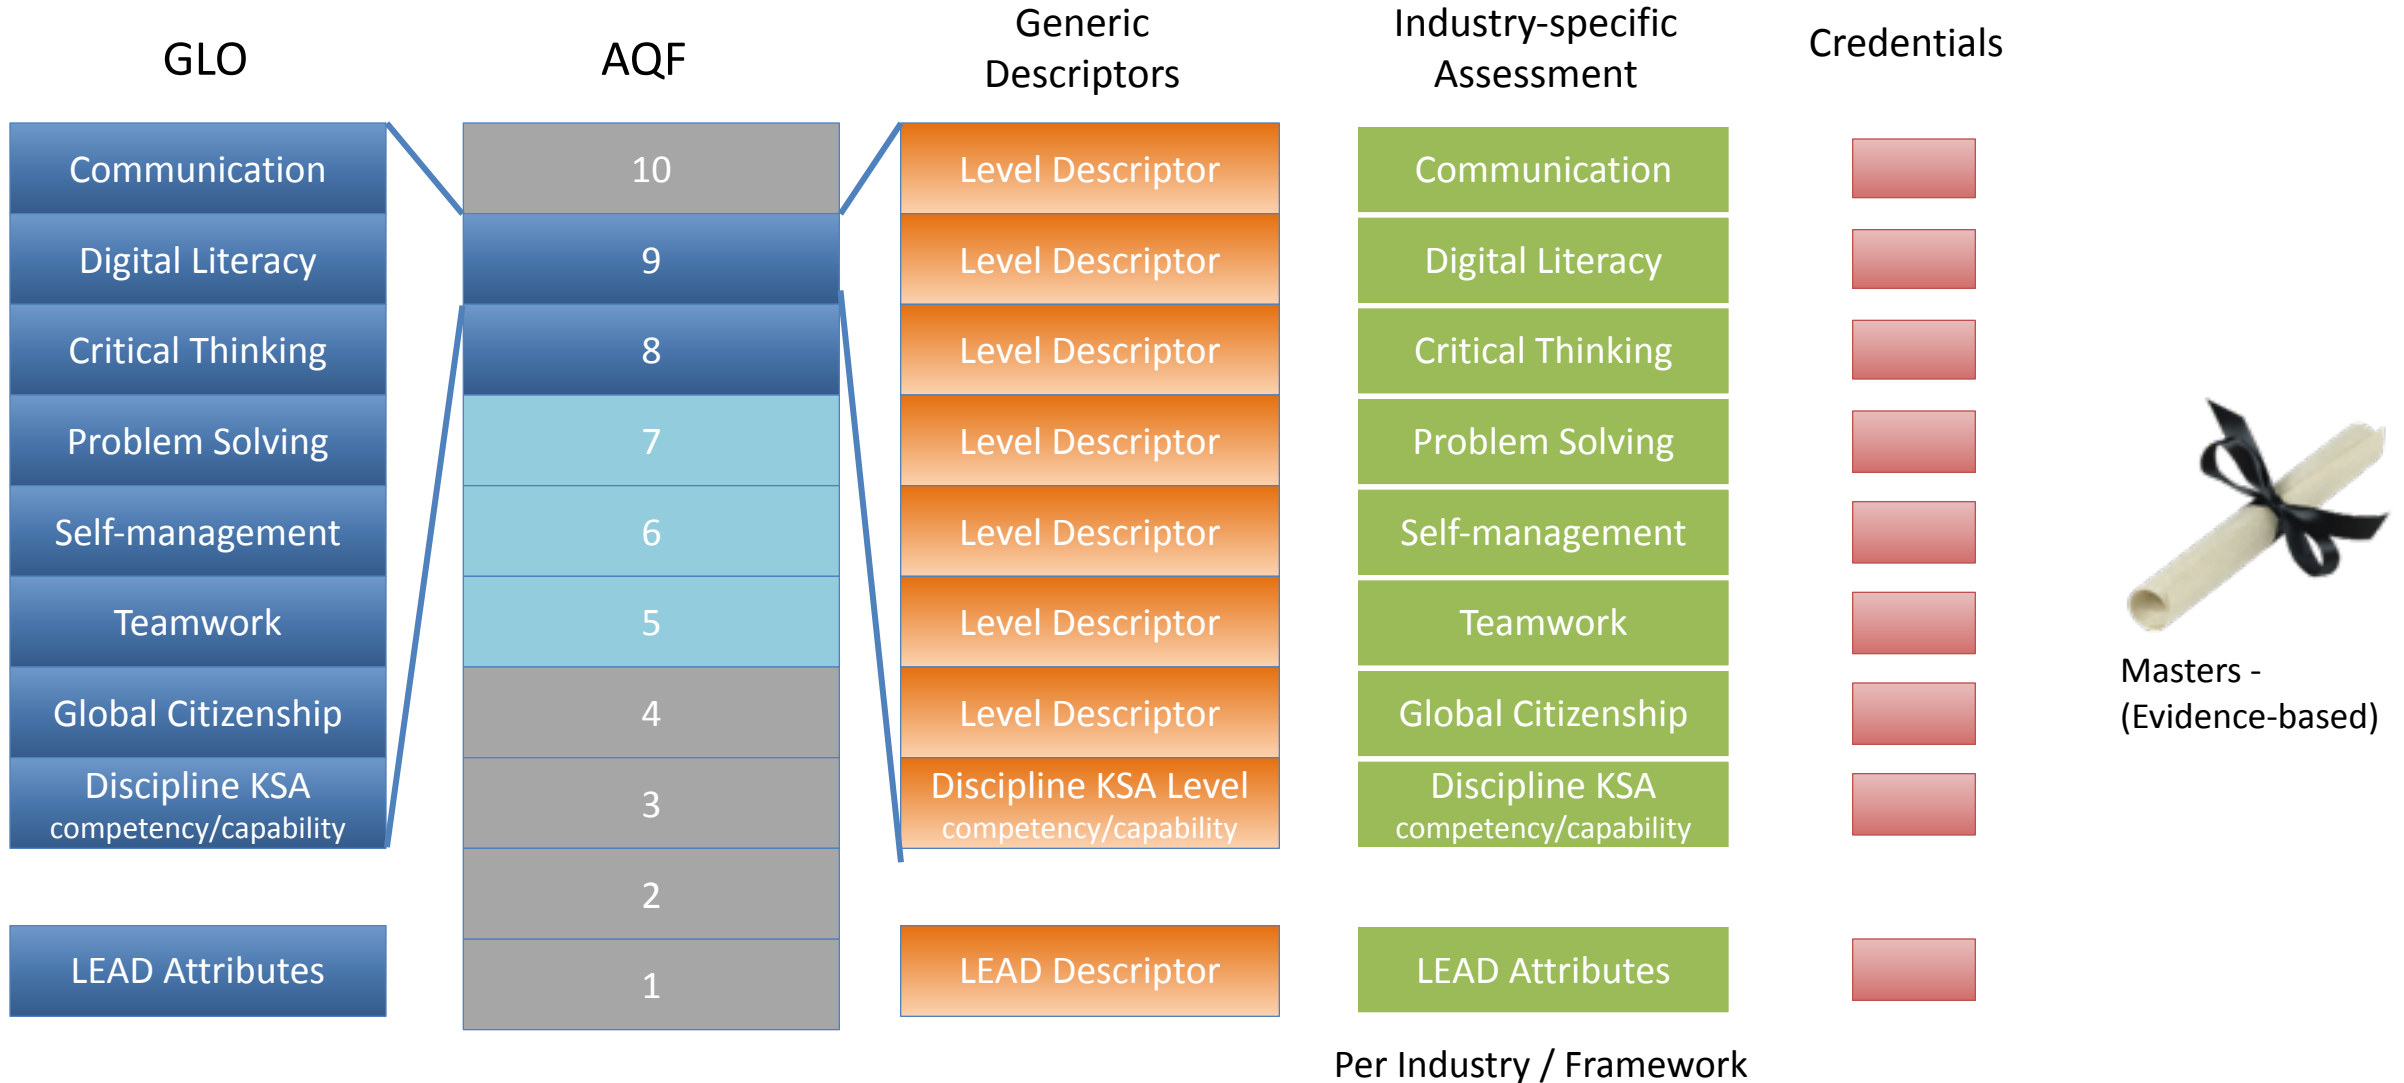 GLO
AQF
Generic
Descriptors
Industry-specific
Assessment
Credentials
Communication
10
Level Descriptor
Communication
Digital Literacy
9
Level Descriptor
Digital Literacy
Critical Thinking
8
Level Descriptor
Critical Thinking
Problem Solving
7
Level Descriptor
Problem Solving
Self-management
6
Level Descriptor
Self-management
Teamwork
5
Level Descriptor
Teamwork
Global Citizenship
4
Level Descriptor
Global Citizenship
Discipline KSA
competency/capability
3
Discipline KSA Level
competency/capability
Discipline KSA
competency/capability
2
LEAD Attributes
1
LEAD Descriptor
LEAD Attributes
Masters -
(Evidence-based)
Per Industry / Framework